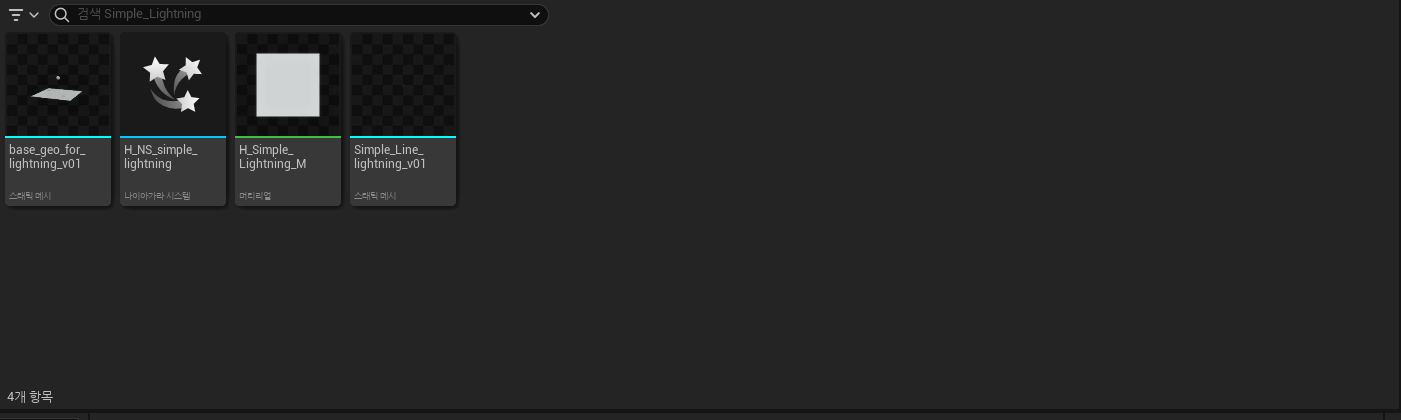 검색 Simple_Lightning
base_geo_for_
lightning_v01
스태틱 메시
H_NS_simple_
lightning
나이아가라 시스템
H_Simple_
Lightning_M
머티리얼
Simple_Line_
lightning_v01
스태틱 메시
4개 항목